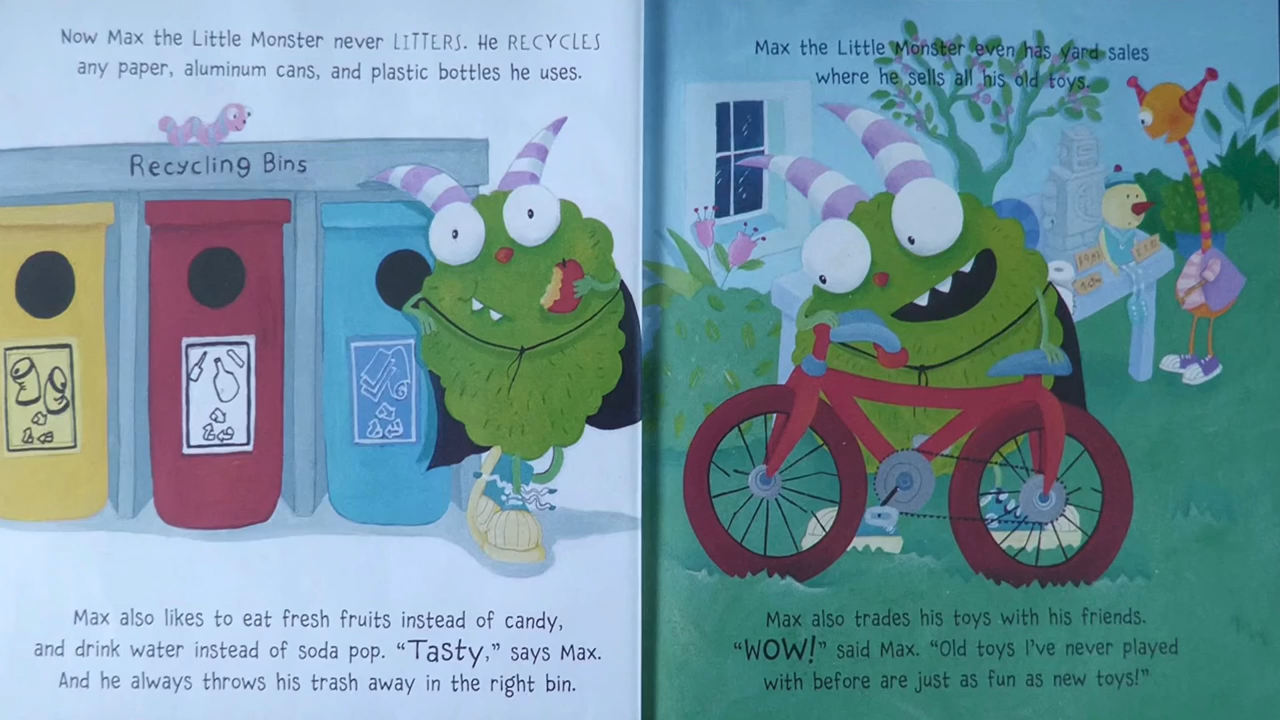 Now Max the Little Monster never LITTERS. He RECYCLES
any paper, aluminum cans, and plastic bottles he uses.
Recycling Bins
Max also likes to eat fresh fruits instead of candy,
and drink water instead of soda pop. “Tasty,” says Max.
And he always throws his trash away in the right bin.
Max the Little Monster even has yard sales
where he sells all his old toys.
Max also trades his toys with his friends.
“WOW!” said Max. “Old toys I’ve never played
with before are just as fun as new toys!”